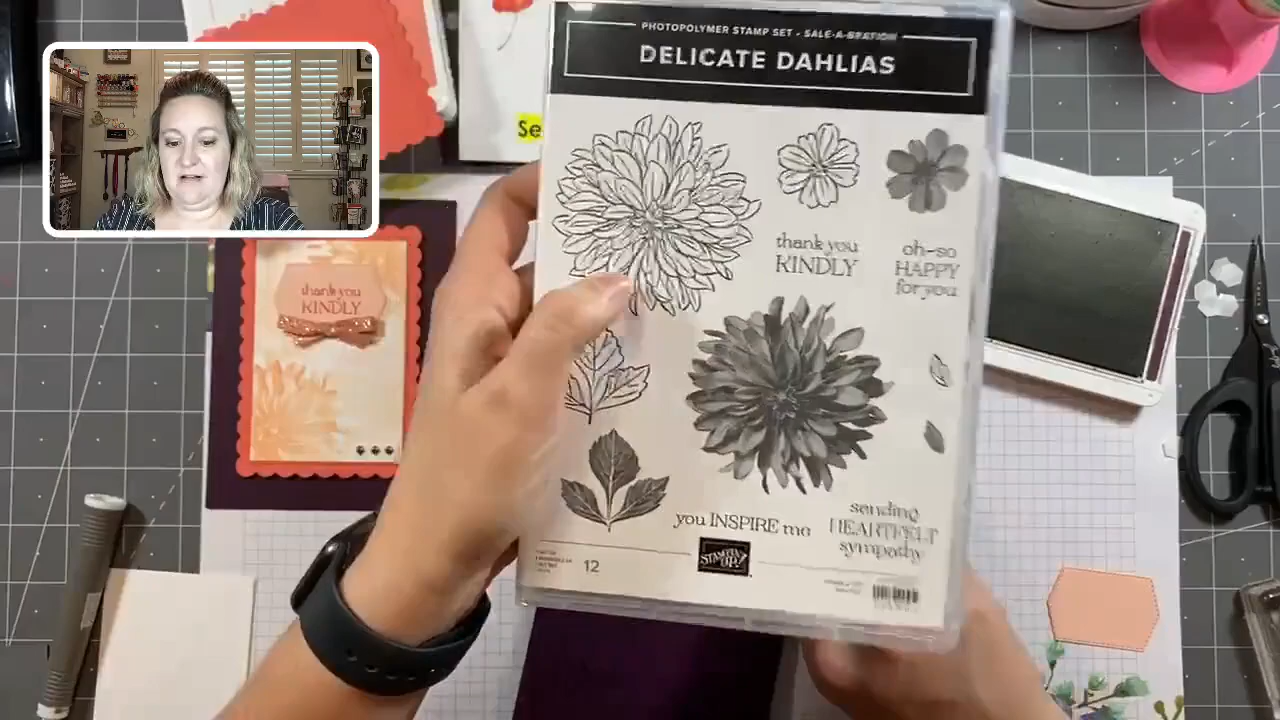 PHOTOPOLYMER STAMP SET • SALE-A-BRATION
DELICATE DAHLIAS
Se
thank you
KINDLY
oh-so
HAPPY
for you
thank you
KINDLY
you INSPIRE me
sending
HEARTFELT
sympathy
12
STAMPIN' UP!